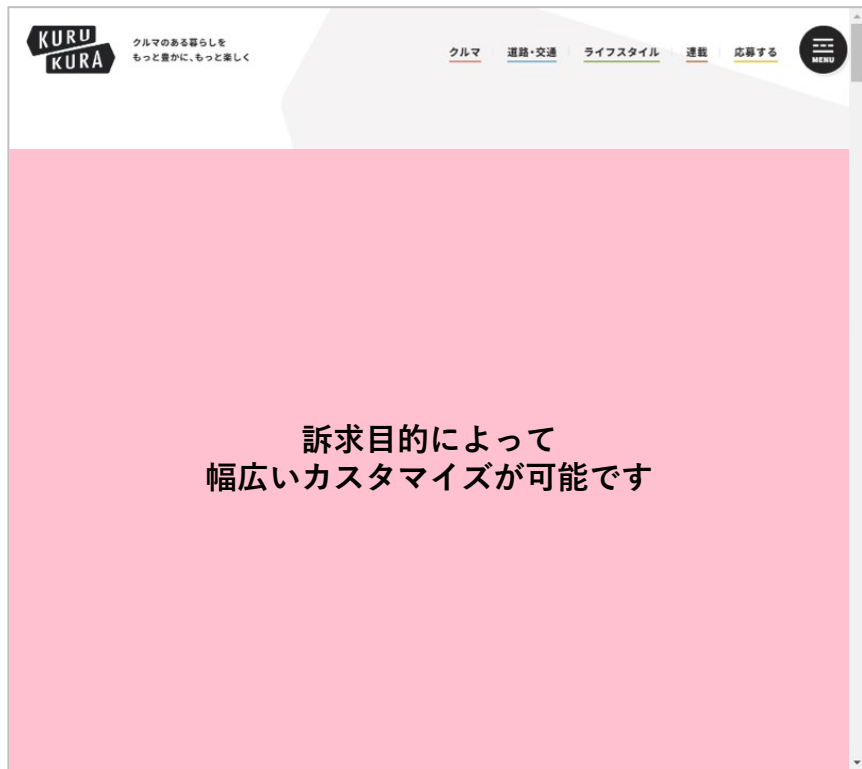 KURU
KURA
クルマのある暮らしを
もっと豊かに、もっと楽しく
クルマ
道路・交通
ライフスタイル
連載
応募する
MENU
訴求目的によって
幅広いカスタマイズが可能です